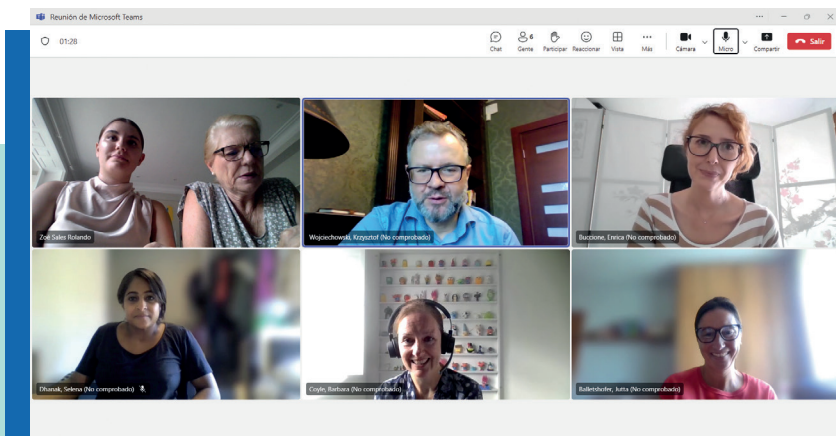 Reunión de Microsoft Teams
01:28
6
Chat Gente Participar Reaccionar Vista Más Cámara Micro Compartir Salir
Zoe Sales Rolando
Wojciechowski, Krzysztof (No comprobado)
Buccione, Enrica (No comprobado)
Dhanak, Selena (No comprobado)
Coyle, Barbara (No comprobado)
Balletshofer, Jutta (No comprobado)